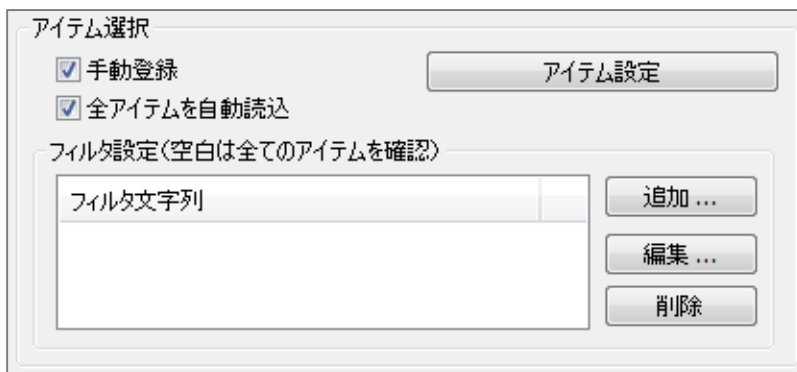 アイテム選択
手動登録
アイテム設定
全アイテムを自動読込
フィルタ設定(空白は全てのアイテムを確認)
フィルタ文字列
追加 ...
編集 ...
削除